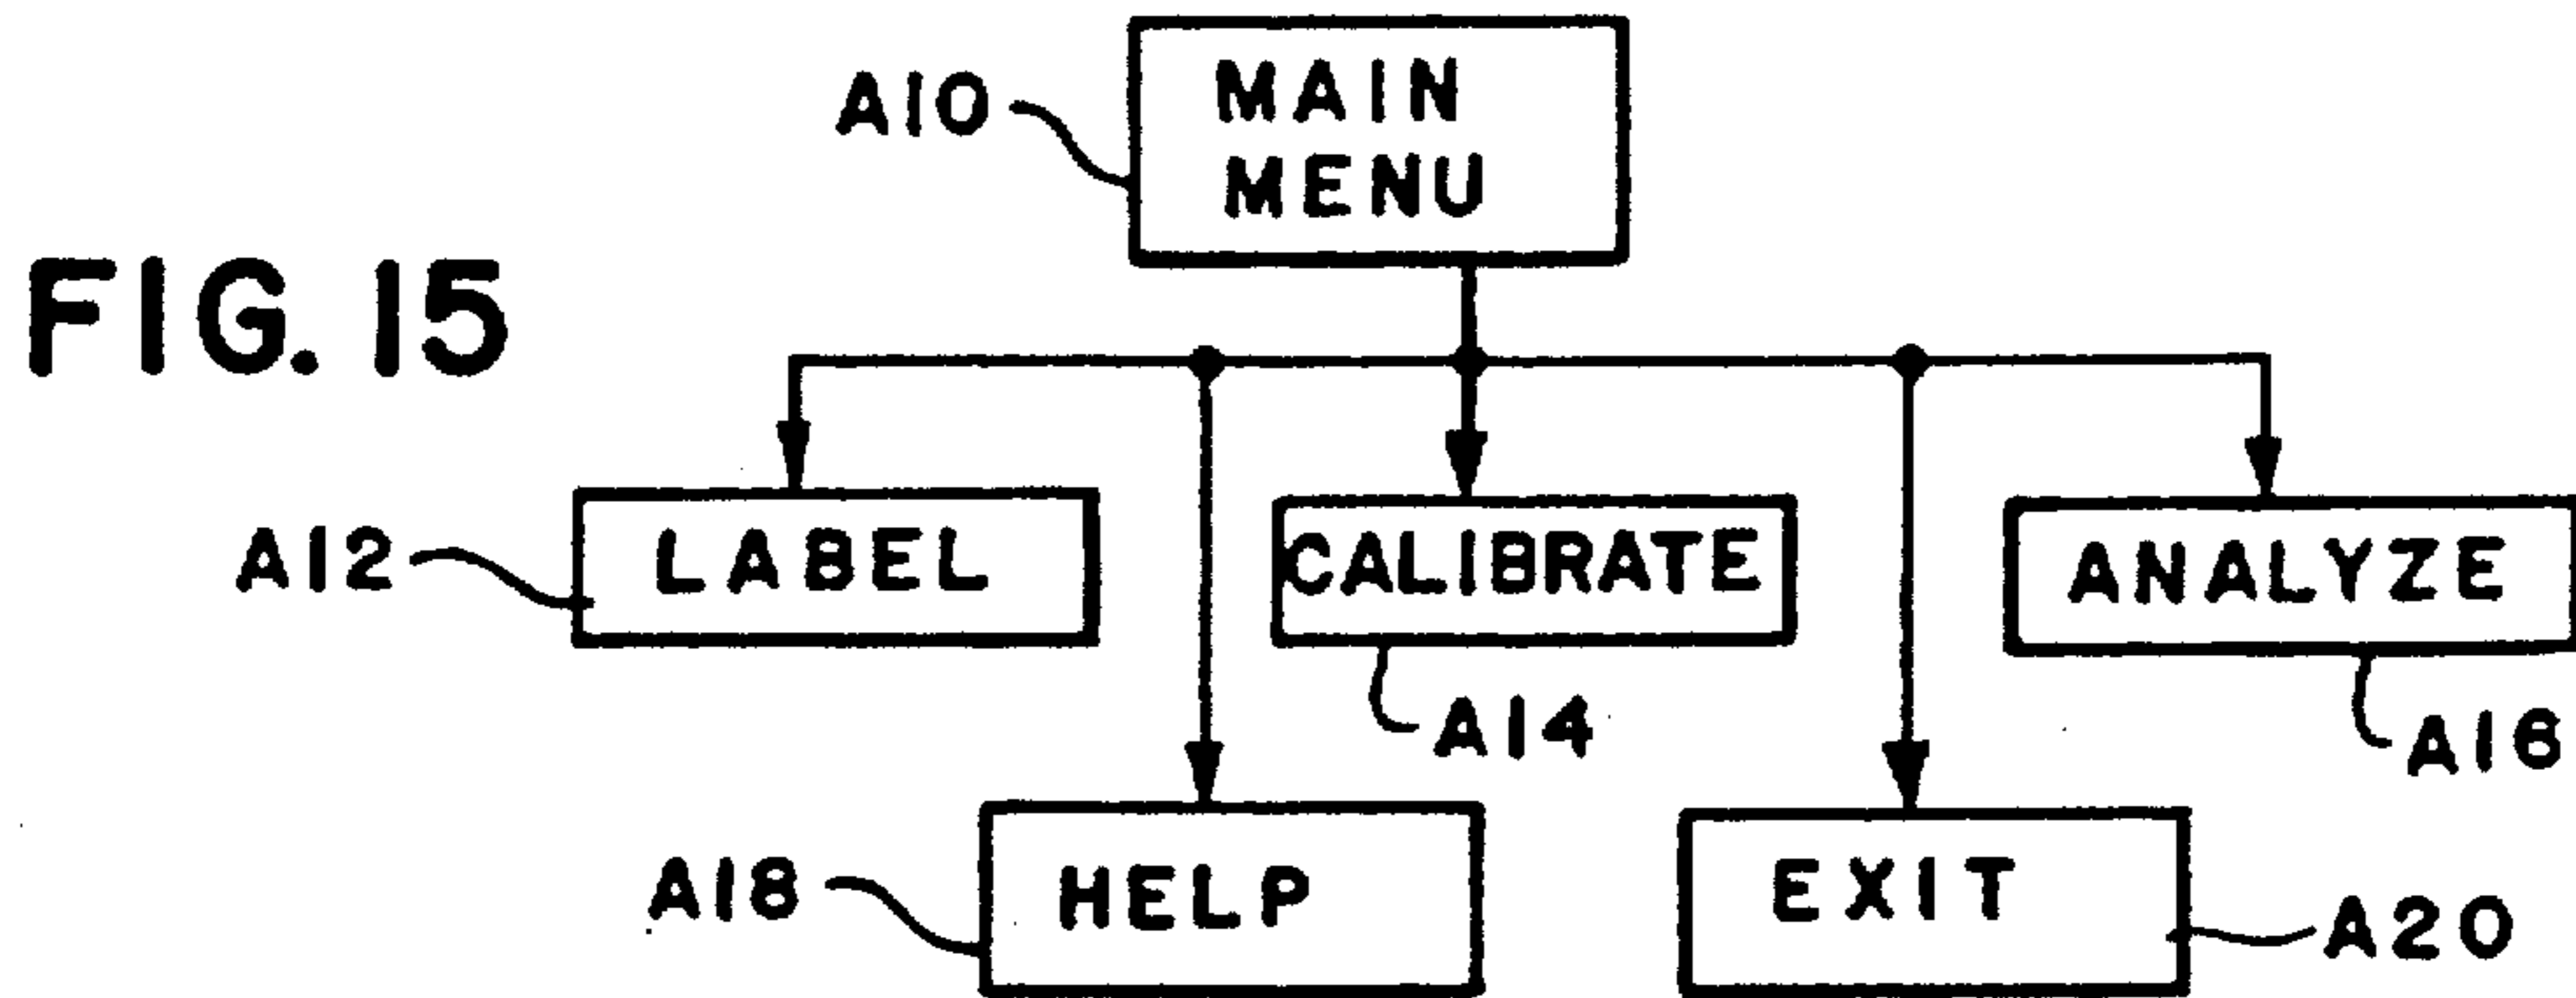 A10
MAIN
MENU
FIG. 15
A12
LABEL
CALIBRATE
ANALYZE
A14
A16
A18
HELP
EXIT
A20